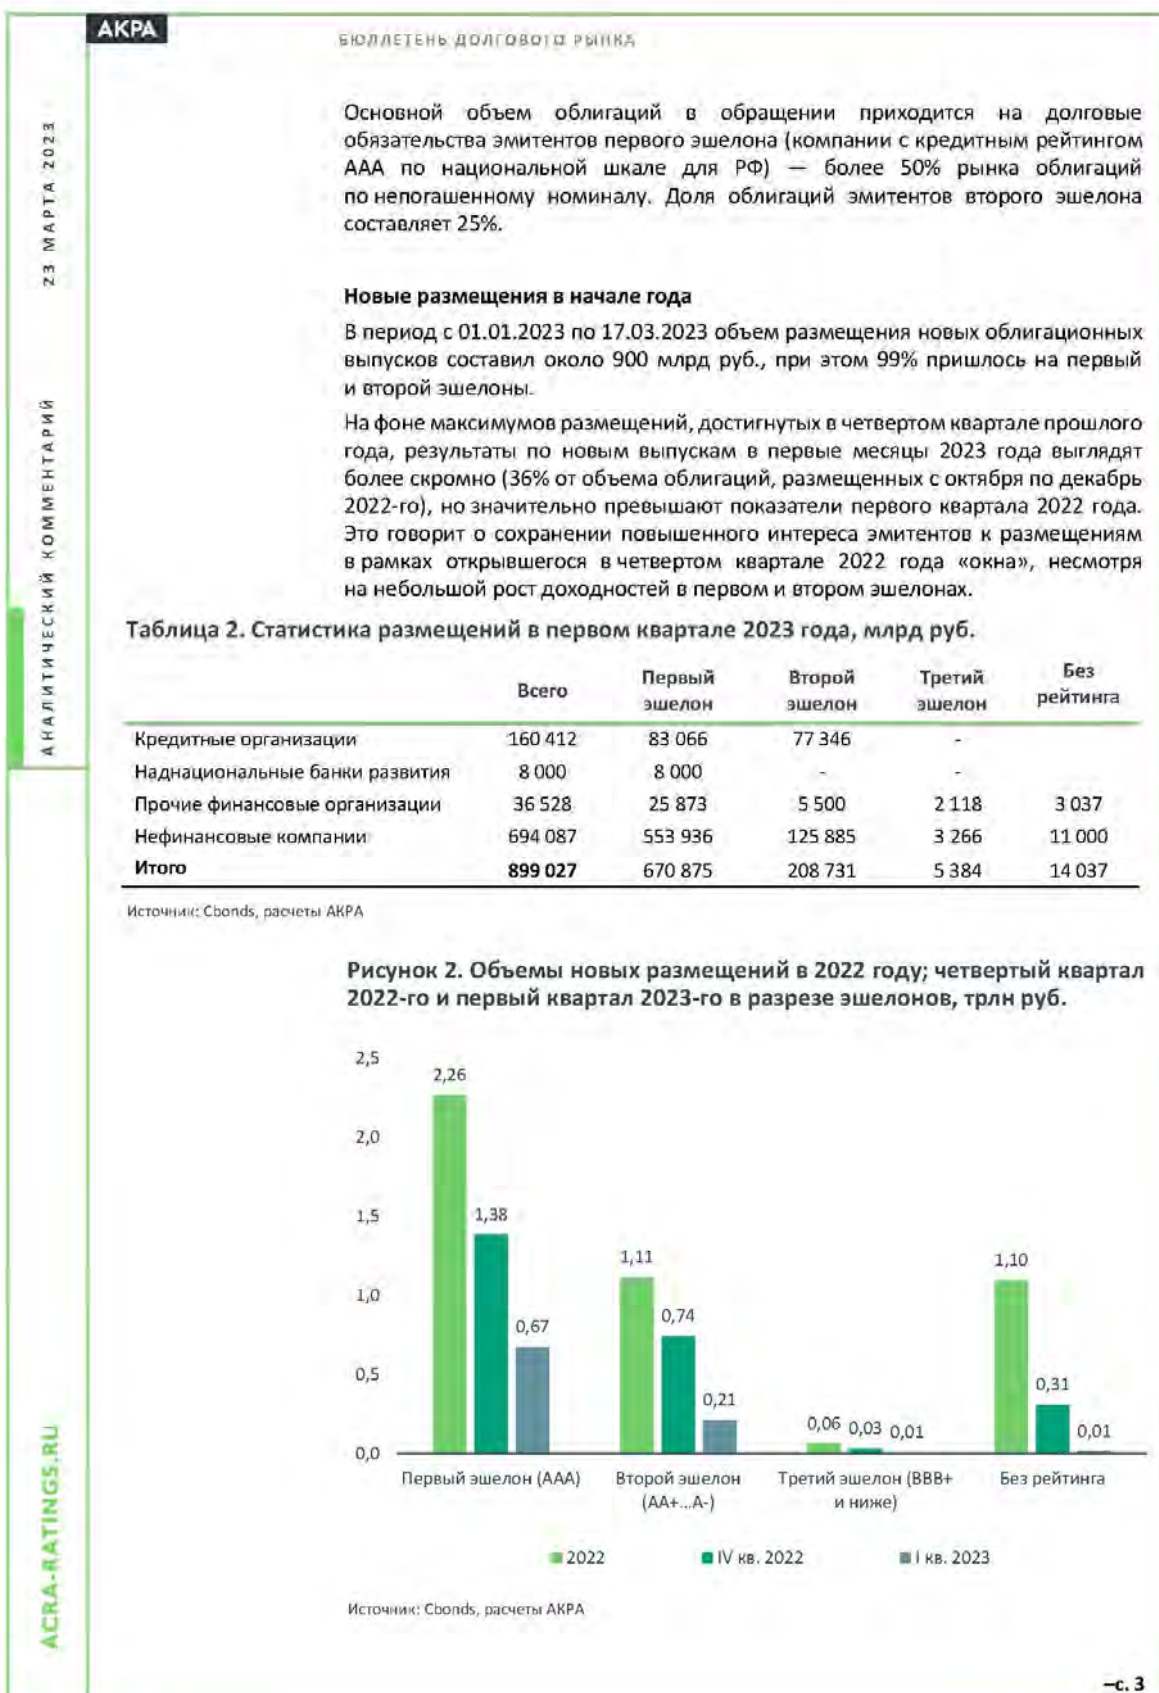 АКРА
БЮЛЛЕТЕНЬ ДОЛГОВОГО РЫНКА
23 МАРТА 2023
АНАЛИТИЧЕСКИЙ КОММЕНТАРИЙ
ACRA-RATINGS.RU
Основной объем облигаций в обращении приходится на долговые
обязательства эмитентов первого эшелона (компании с кредитным рейтингом
ААА по национальной шкале для РФ) — более 50% рынка облигаций
по непогашенному номиналу. Доля облигаций эмитентов второго эшелона
составляет 25%.
Новые размещения в начале года
В период с 01.01.2023 по 17.03.2023 объем размещения новых облигационных
выпусков составил около 900 млрд руб., при этом 99% пришлось на первый
и второй эшелоны.
На фоне максимумов размещений, достигнутых в четвертом квартале прошлого
года, результаты по новым выпускам в первые месяцы 2023 года выглядят
более скромно (36% от объема облигаций, размещенных с октября по декабрь
2022-го), но значительно превышают показатели первого квартала 2022 года.
Это говорит о сохранении повышенного интереса эмитентов к размещениям
в рамках открывшегося в четвертом квартале 2022 года «окна», несмотря
на небольшой рост доходностей в первом и втором эшелонах.
Таблица 2. Статистика размещений в первом квартале 2023 года, млрд руб.
Всего Первый эшелон Второй эшелон Третий эшелон Без рейтинга
Кредитные организации 160 412 83 066 77 346 -
Наднациональные банки развития 8 000 8 000 - -
Прочие финансовые организации 36 528 25 873 5 500 2 118 3 037
Нефинансовые компании 694 087 553 936 125 885 3 266 11 000
Итого 899 027 670 875 208 731 5 384 14 037
Источник: Cbonds, расчеты АКРА
Рисунок 2. Объемы новых размещений в 2022 году; четвертый квартал
2022-го и первый квартал 2023-го в разрезе эшелонов, трлн руб.
2,5
2,0
1,5
1,0
0,5
0,0
2,26
1,38
0,67
1,11
0,74
0,21
0,06 0,03 0,01
1,10
0,31
0,01
Первый эшелон (ААА)
Второй эшелон
(АА+...А-)
Третий эшелон (ВВВ+
и ниже)
Без рейтинга
2022 IV кв. 2022 I кв. 2023
Источник: Cbonds, расчеты АКРА
–с. 3